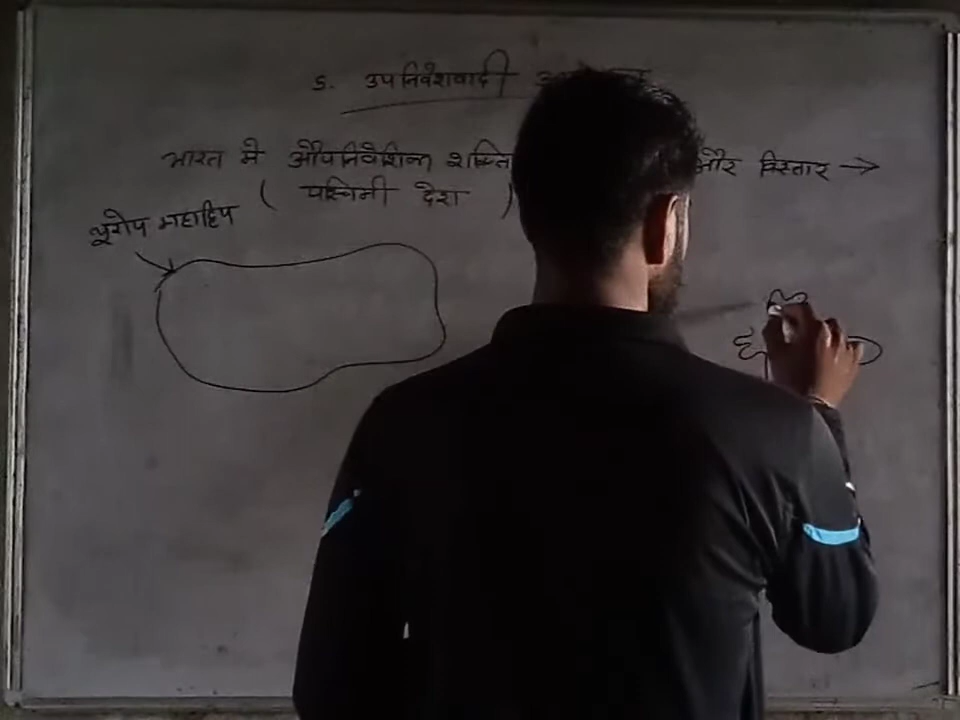 5. उपनिवेशवादी
भारत मे औपनिवेशिक शक्ति और विस्तार →
( पश्चिमी देश )
यूरोप महाद्विप